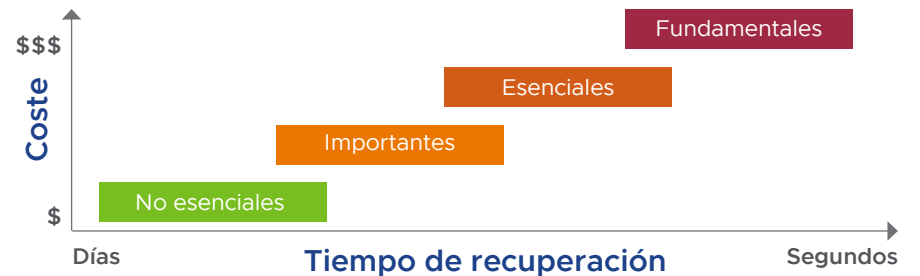 Fundamentales
$$$
Esenciales
Coste
Importantes
No esenciales
$
Días
Tiempo de recuperación
Segundos